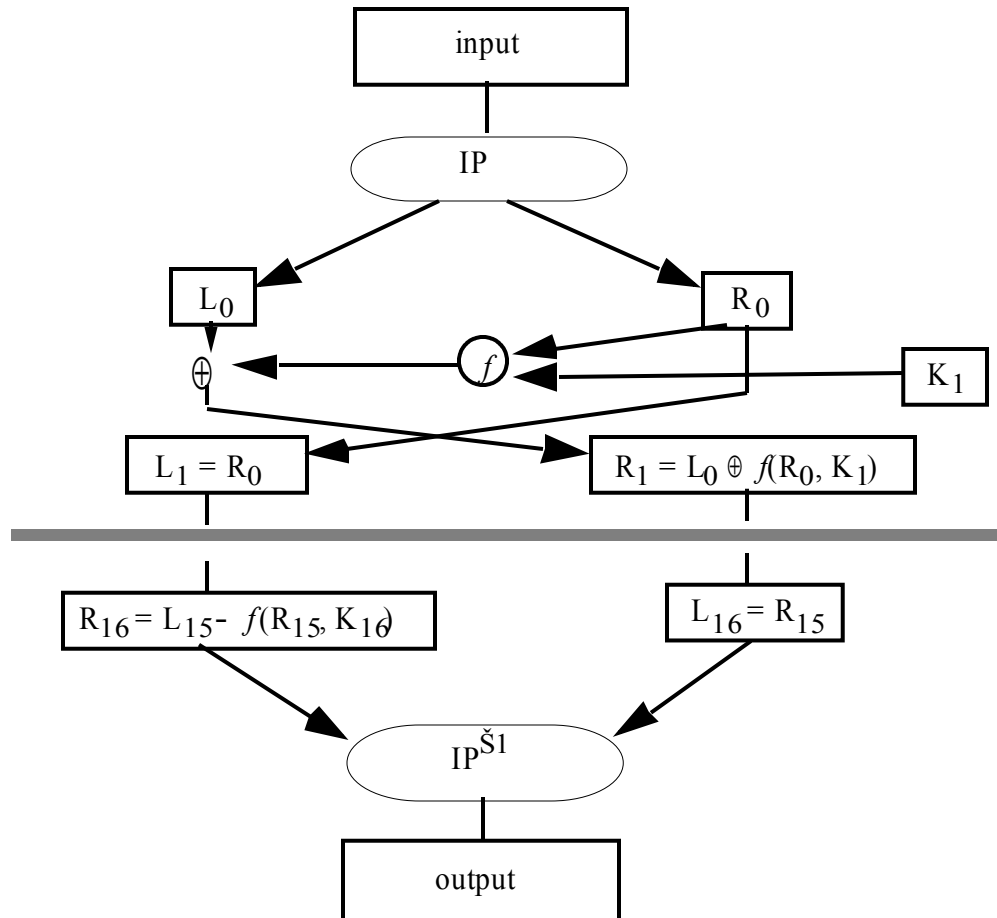 input
IP
L₀
R₀
⊕
f
K₁
L₁ = R₀
R₁ = L₀ ⊕ f(R₀, K₁)
R₁₆ = L₁₅ - f(R₁₅, K₁₆)
L₁₆ = R₁₅
IPŠ1
output